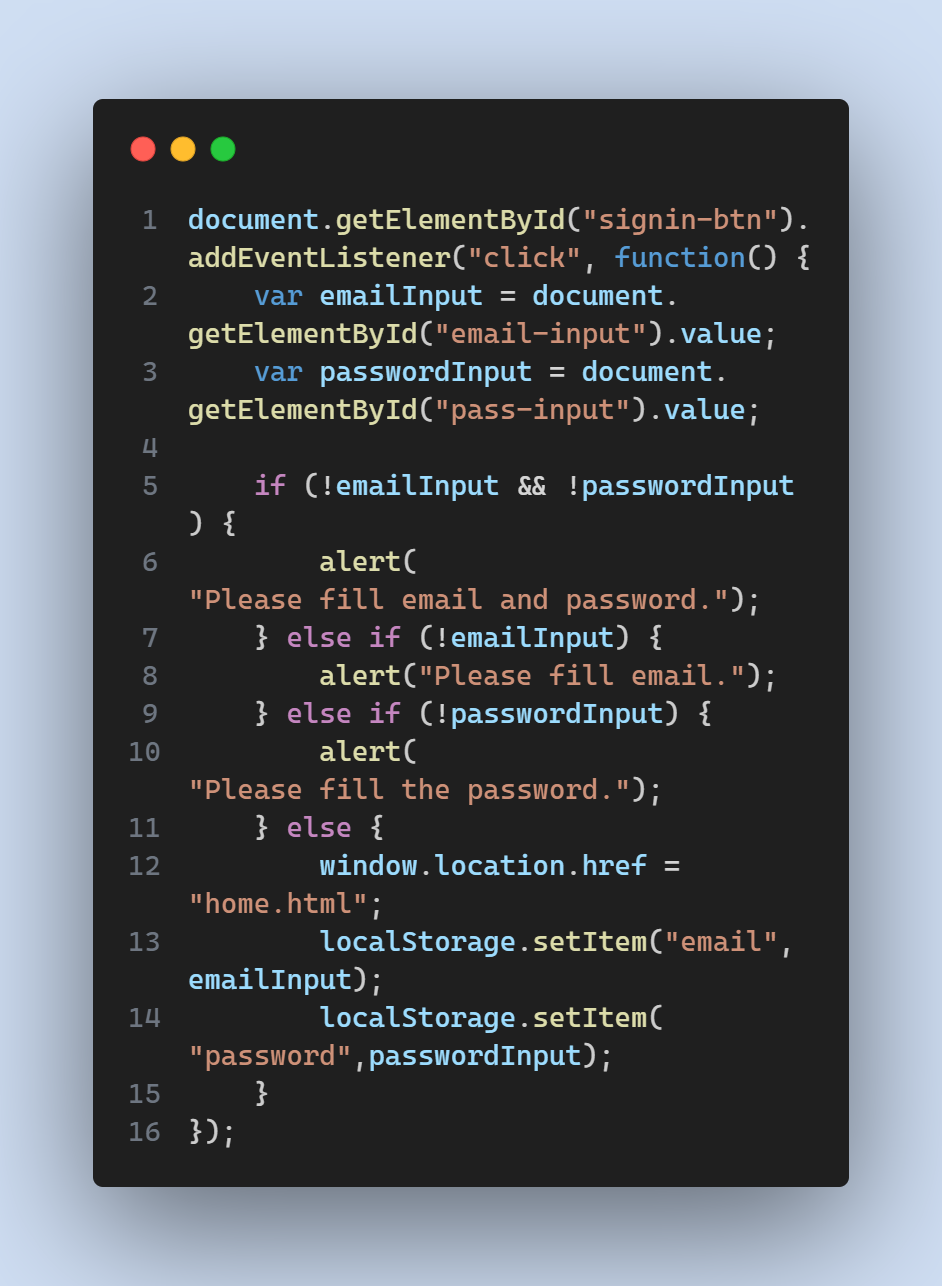 1 document.getElementById("signin-btn").
addEventListener("click", function() {
2     var emailInput = document.
getElementById("email-input").value;
3     var passwordInput = document.
getElementById("pass-input").value;
4
5     if (!emailInput && !passwordInput
) {
6         alert(
"Please fill email and password.");
7     } else if (!emailInput) {
8         alert("Please fill email.");
9     } else if (!passwordInput) {
10         alert(
"Please fill the password.");
11     } else {
12         window.location.href =
"home.html";
13         localStorage.setItem("email",
emailInput);
14         localStorage.setItem(
"password",passwordInput);
15     }
16 });